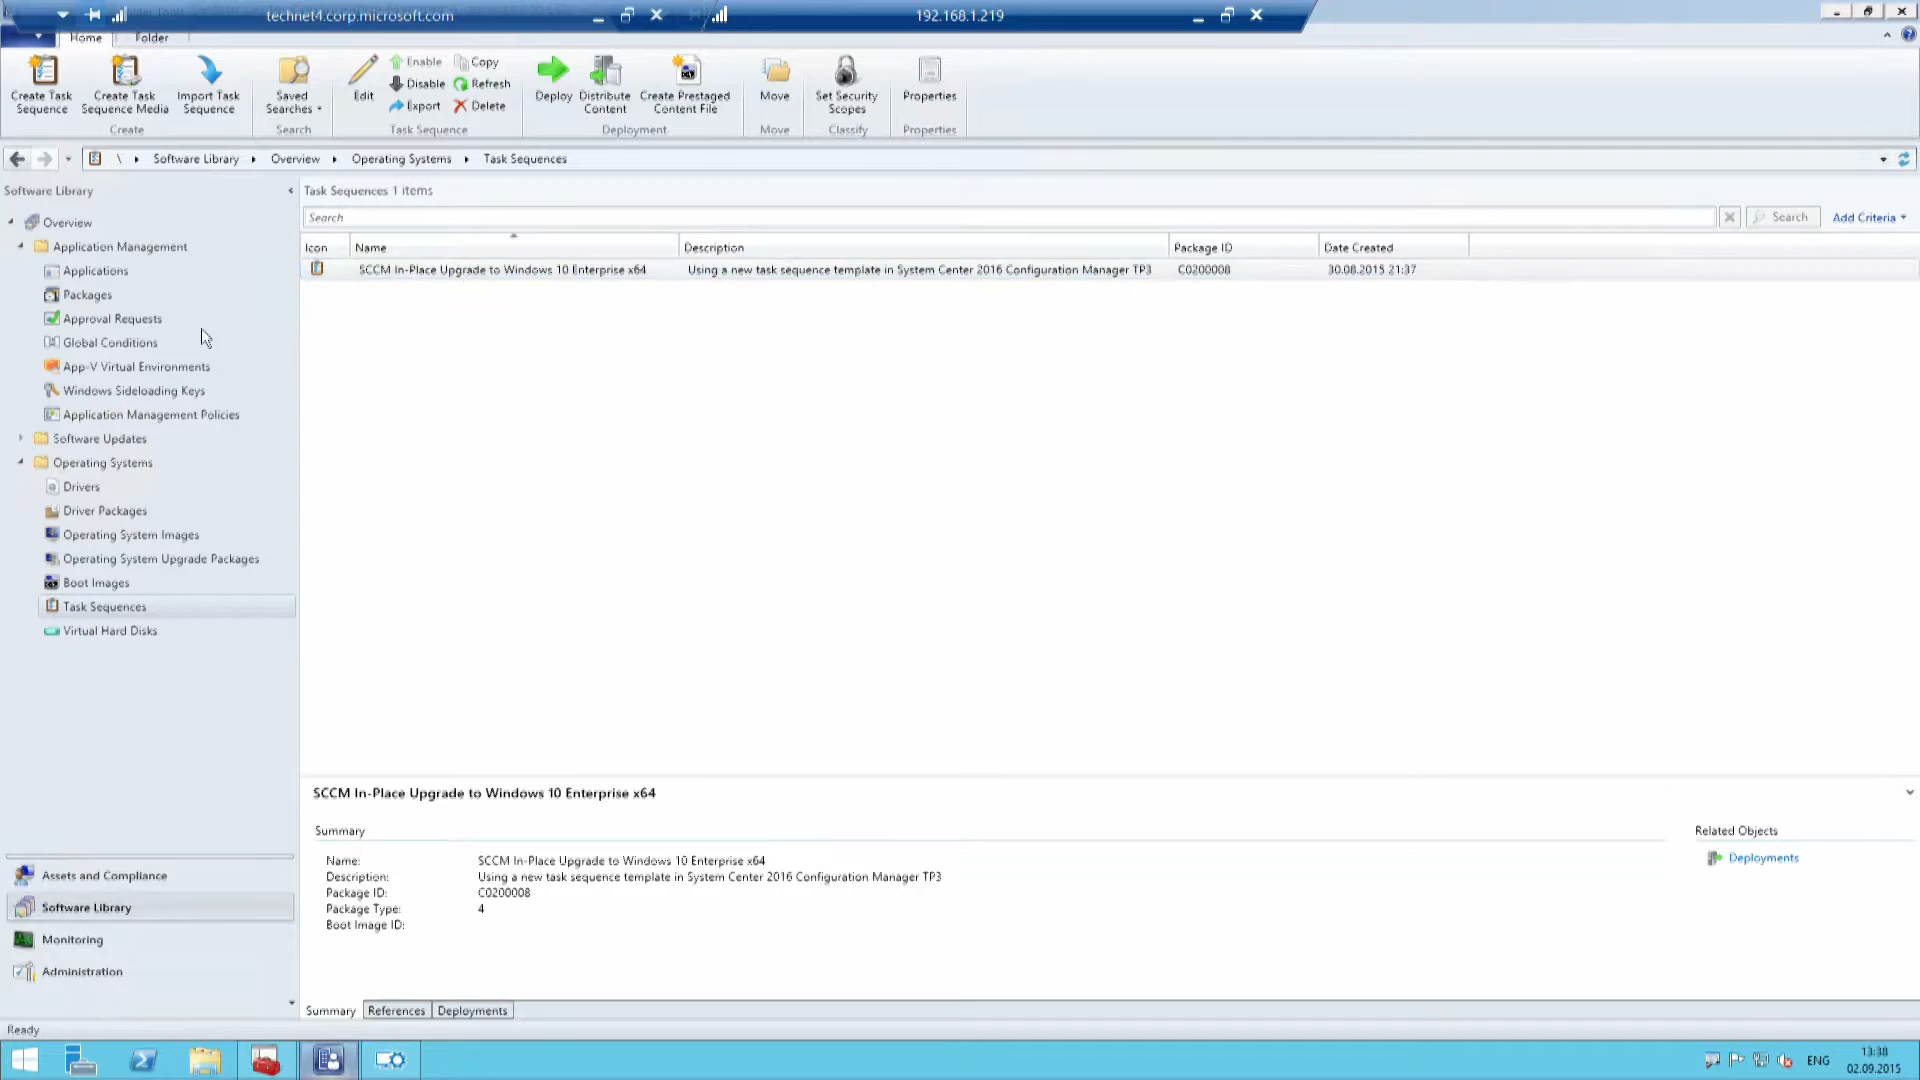 technet4.corp.microsoft.com
192.168.1.219
Home Folder
Create Task Sequence
Create Task Sequence Media
Import Task Sequence
Create
Saved Searches
Search
Edit
Enable
Disable
Export
Copy
Refresh
Delete
Task Sequence
Deploy
Distribute Content
Create Prestaged Content File
Deployment
Move
Move
Set Security Scopes
Classify
Properties
Properties
\ Software Library Overview Operating Systems Task Sequences
Software Library
Overview
Application Management
Applications
Packages
Approval Requests
Global Conditions
App-V Virtual Environments
Windows Sideloading Keys
Application Management Policies
Software Updates
Operating Systems
Drivers
Driver Packages
Operating System Images
Operating System Upgrade Packages
Boot Images
Task Sequences
Virtual Hard Disks
Assets and Compliance
Software Library
Monitoring
Administration
Task Sequences 1 items
Search
Search
Add Criteria
Icon Name Description Package ID Date Created
SCCM In-Place Upgrade to Windows 10 Enterprise x64 Using a new task sequence template in System Center 2016 Configuration Manager TP3 C0200008 30.08.2015 21:37
SCCM In-Place Upgrade to Windows 10 Enterprise x64
Summary
Name: SCCM In-Place Upgrade to Windows 10 Enterprise x64
Description: Using a new task sequence template in System Center 2016 Configuration Manager TP3
Package ID: C0200008
Package Type: 4
Boot Image ID:
Related Objects
Deployments
Summary References Deployments
Ready
ENG
13:38
02.09.2015